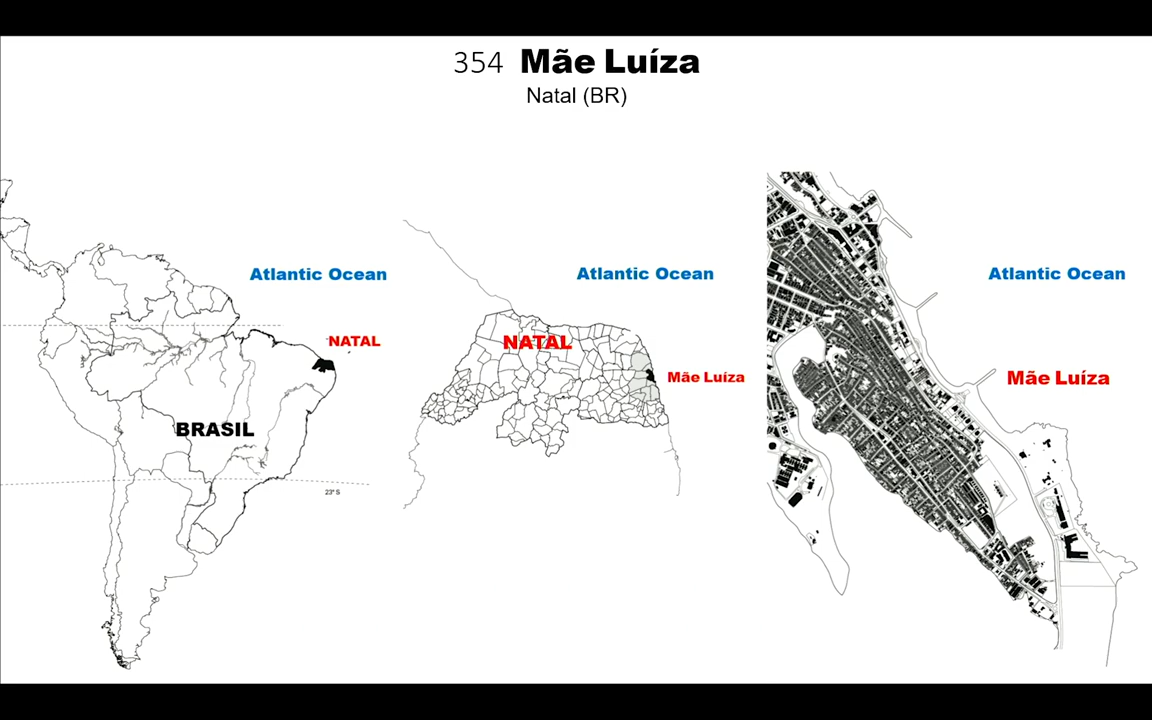 354 Mãe Luíza
Natal (BR)
Atlantic Ocean
NATAL
BRASIL
23° S
Atlantic Ocean
NATAL
Mãe Luíza
Atlantic Ocean
Mãe Luíza